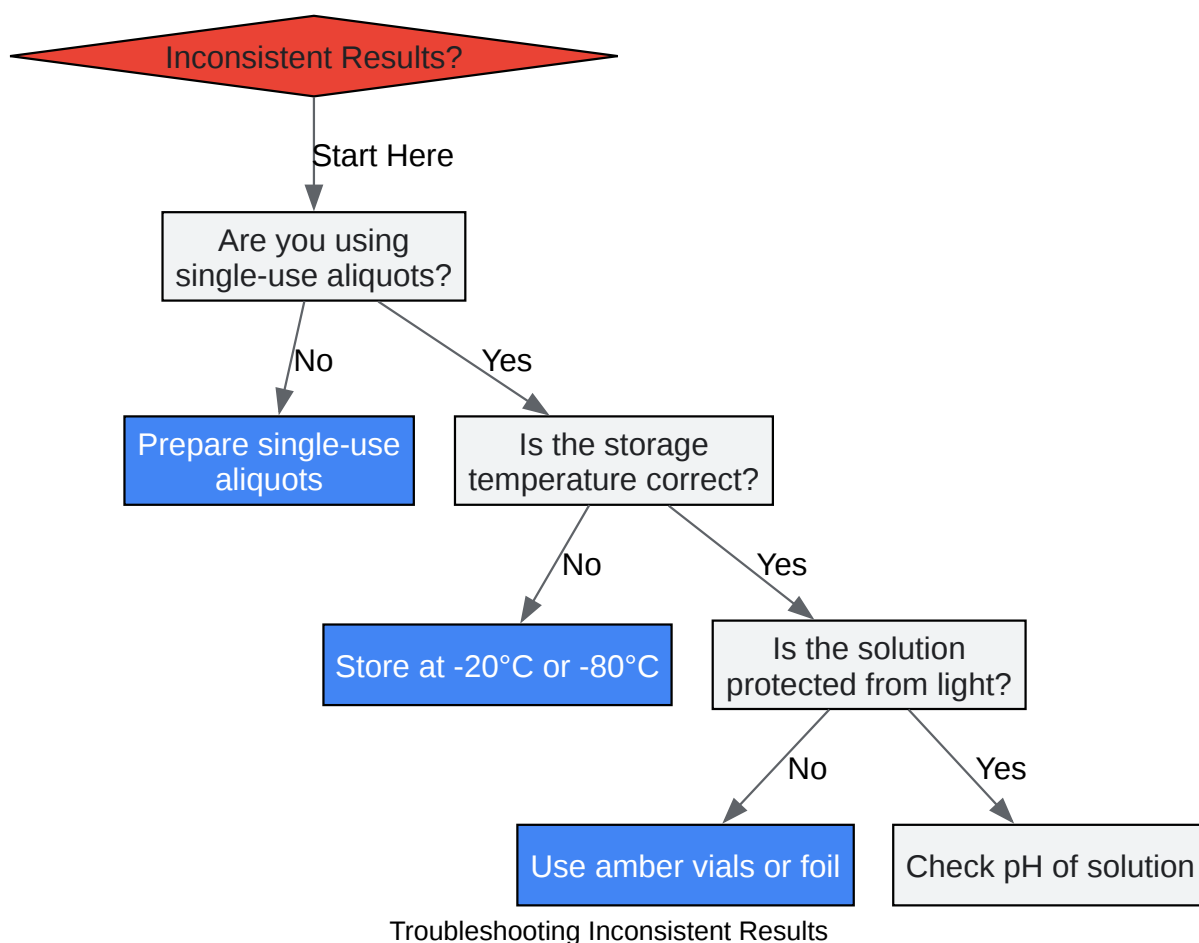 Inconsistent Results?
Start Here
Are you using
single-use aliquots?
No
Yes
Prepare single-use
aliquots
Is the storage
temperature correct?
No
Yes
Store at -20°C or -80°C
Is the solution
protected from light?
No
Yes
Use amber vials or foil
Check pH of solution
Troubleshooting Inconsistent Results